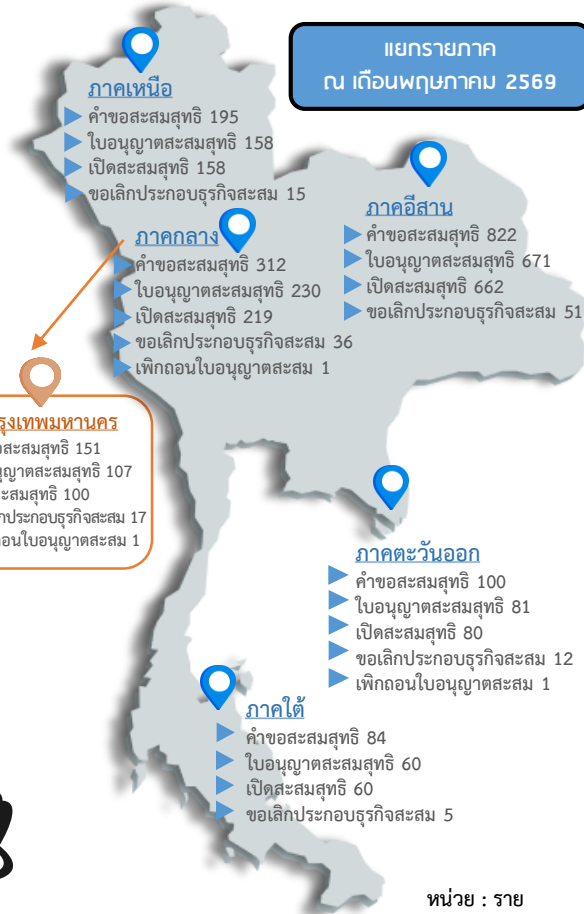 แยกรายภาค
ณ เดือนพฤษภาคม 2569
ภาคเหนือ
คำขอสะสมสุทธิ 195
ใบอนุญาตสะสมสุทธิ 158
เปิดสะสมสุทธิ 158
ขอเลิกประกอบธุรกิจสะสม 15
ภาคอีสาน
คำขอสะสมสุทธิ 822
ใบอนุญาตสะสมสุทธิ 671
เปิดสะสมสุทธิ 662
ขอเลิกประกอบธุรกิจสะสม 51
ภาคกลาง
คำขอสะสมสุทธิ 312
ใบอนุญาตสะสมสุทธิ 230
เปิดสะสมสุทธิ 219
ขอเลิกประกอบธุรกิจสะสม 36
เพิกถอนใบอนุญาตสะสม 1
รุงเทพมหานคร
สะสมสุทธิ 151
ญาตสะสมสุทธิ 107
ะสมสุทธิ 100
กประกอบธุรกิจสะสม 17
อนใบอนุญาตสะสม 1
ภาคตะวันออก
คำขอสะสมสุทธิ 100
ใบอนุญาตสะสมสุทธิ 81
เปิดสะสมสุทธิ 80
ขอเลิกประกอบธุรกิจสะสม 12
เพิกถอนใบอนุญาตสะสม 1
ภาคใต้
คำขอสะสมสุทธิ 84
ใบอนุญาตสะสมสุทธิ 60
เปิดสะสมสุทธิ 60
ขอเลิกประกอบธุรกิจสะสม 5
หน่วย : ราย